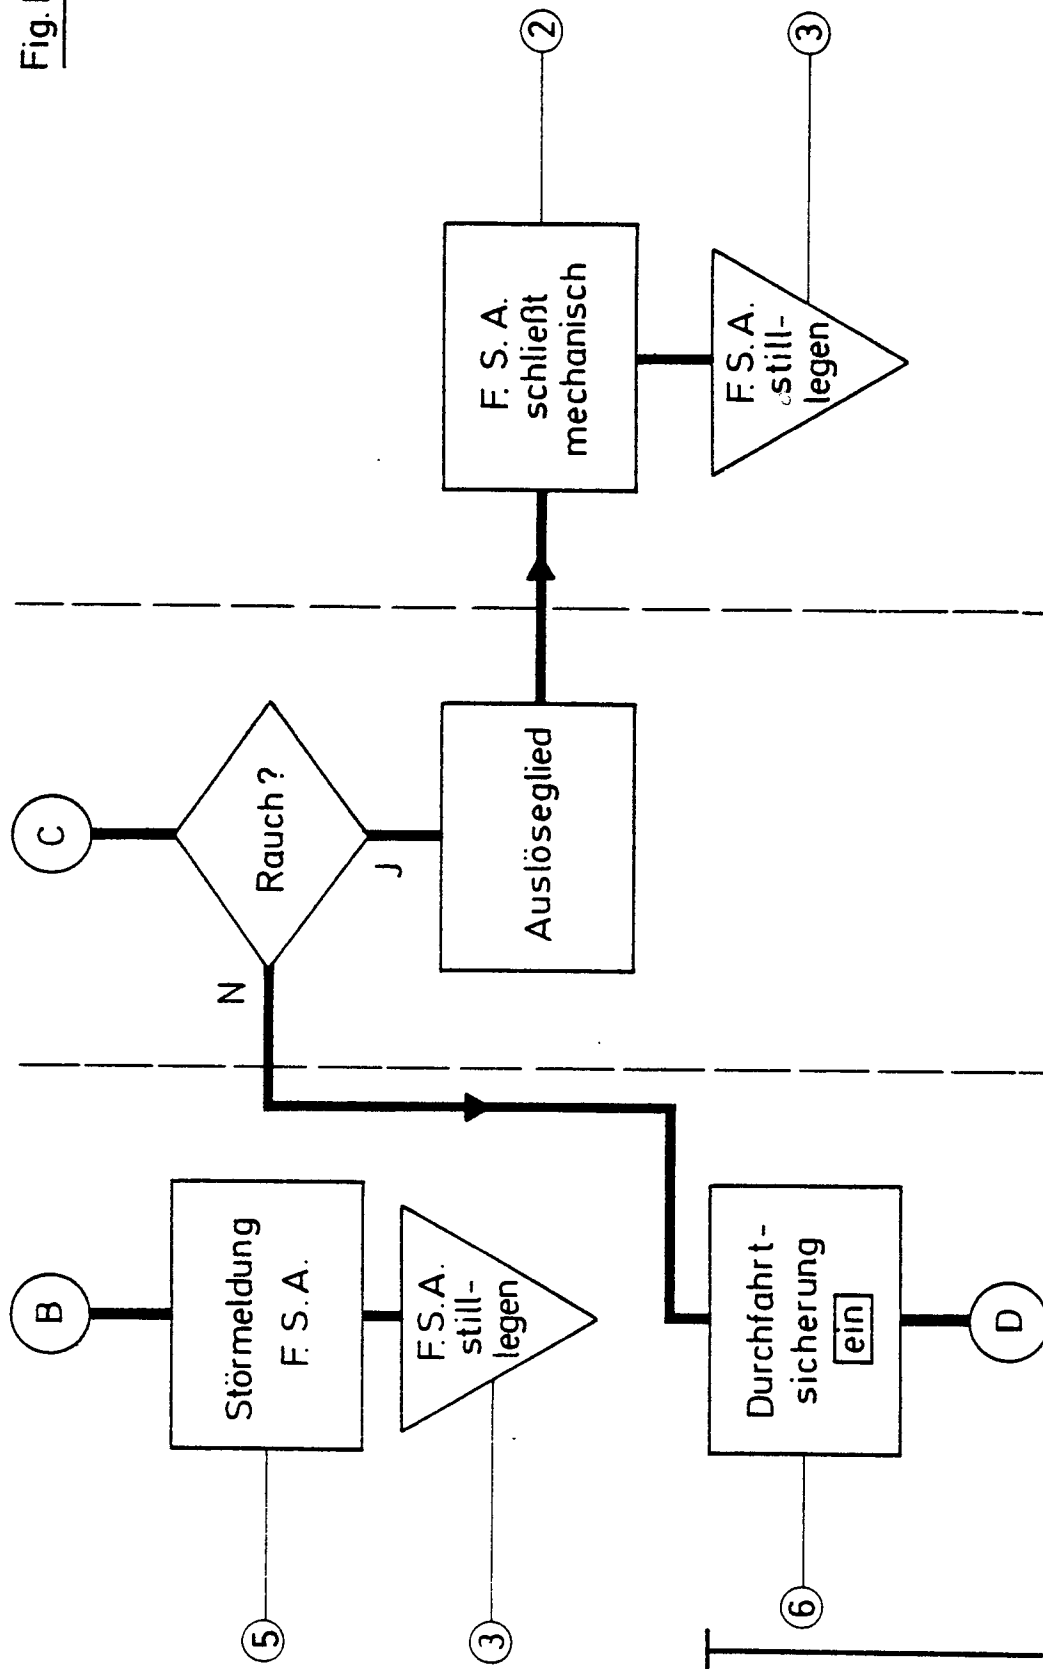 Fig.
B
Störmeldung
F. S. A.
5
F.S.A.
still-
legen
3
C
Rauch?
N
J
Auslöseglied
F. S. A.
schließt
mechanisch
2
F. S. A.
still-
legen
3
Durchfahrt-
sicherung
ein
6
D